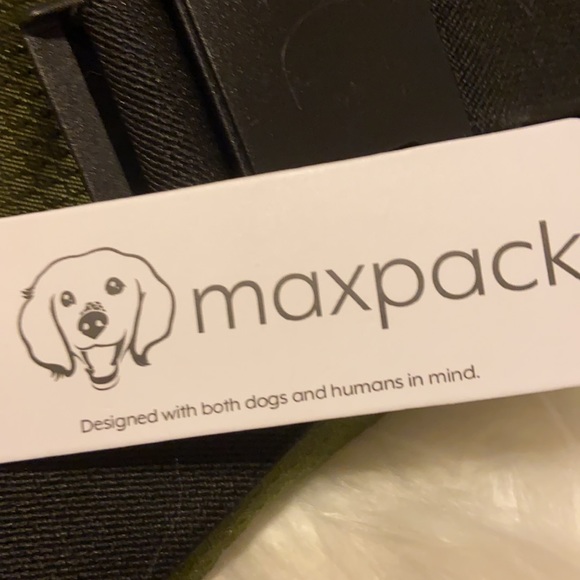 maxpack
Designed with both dogs and humans in mind.